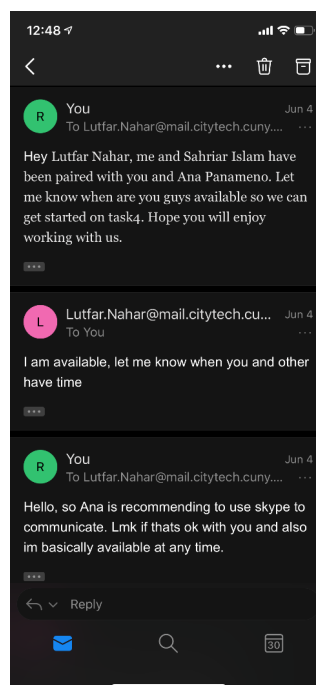 12:48
R
You
Jun 4
To Lutfar.Nahar@mail.citytech.cuny....
Hey Lutfar Nahar, me and Sahriar Islam have
been paired with you and Ana Panameno. Let
me know when are you guys available so we can
get started on task4. Hope you will enjoy
working with us.
L
Lutfar.Nahar@mail.citytech.cu...
Jun 4
To You
I am available, let me know when you and other
have time
R
You
Jun 4
To Lutfar.Nahar@mail.citytech.cuny....
Hello, so Ana is recommending to use skype to
communicate. Lmk if thats ok with you and also
im basically available at any time.
Reply
30